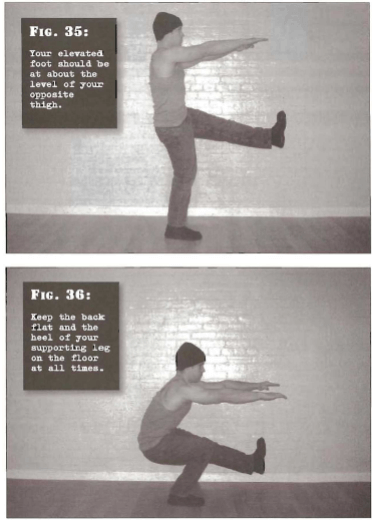 FIG. 35:
Your elevated
foot should be
at about the
level of your
opposite
thigh.
FIG. 36:
Keep the back
flat and the
heel of your
supporting leg
on the floor
at all times.